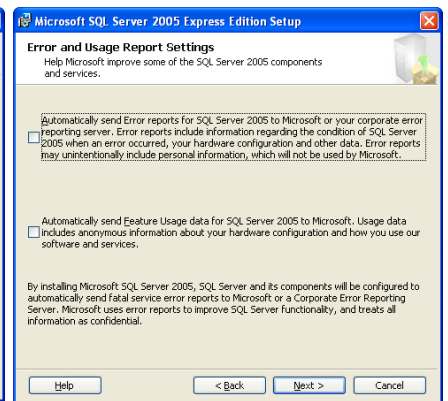 Microsoft SQL Server 2005 Express Edition Setup
Error and Usage Report Settings
Help Microsoft improve some of the SQL Server 2005 components
and services.
Automatically send Error reports for SQL Server 2005 to Microsoft or your corporate error
reporting server. Error reports include information regarding the condition of SQL Server
2005 when an error occurred, your hardware configuration and other data. Error reports
may unintentionally include personal information, which will not be used by Microsoft.
Automatically send Feature Usage data for SQL Server 2005 to Microsoft. Usage data
includes anonymous information about your hardware configuration and how you use our
software and services.
By installing Microsoft SQL Server 2005, SQL Server and its components will be configured to
automatically send fatal service error reports to Microsoft or a Corporate Error Reporting
Server. Microsoft uses error reports to improve SQL Server functionality, and treats all
information as confidential.
Help
< Back
Next >
Cancel